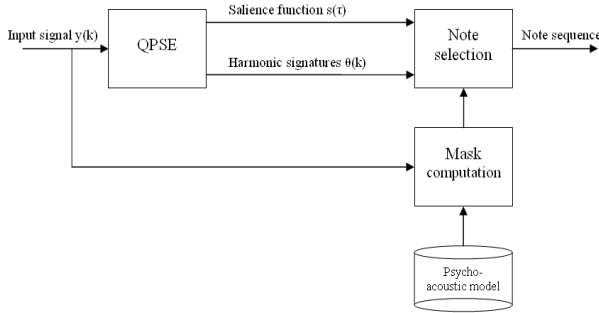 Salience function s(τ)
Input signal y(k)
QPSE
Note
selection
Note sequence
Harmonic signatures θ(k)
Mask
computation
Psycho-
acoustic model